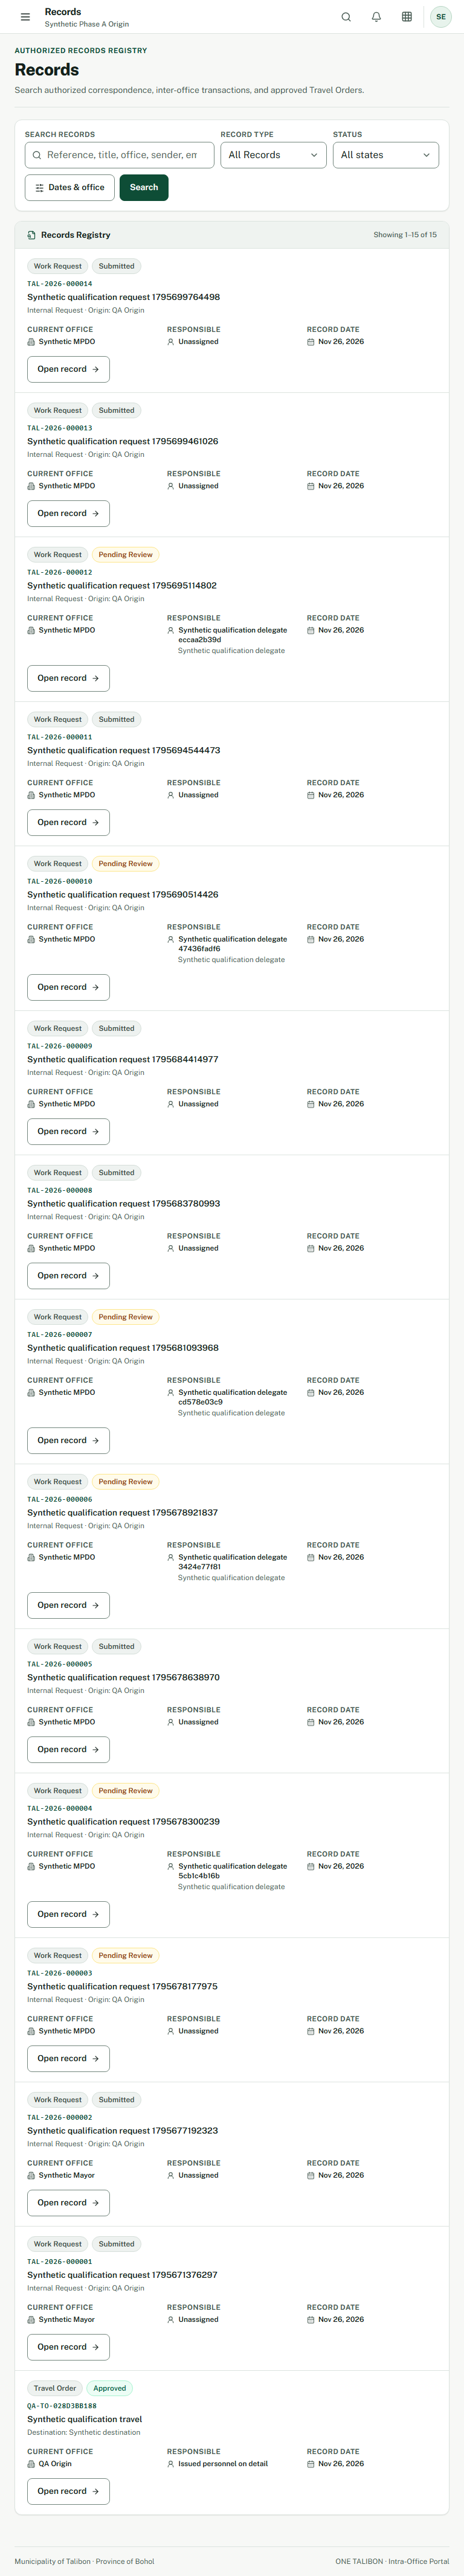 Records
Synthetic Phase A Origin
SE
AUTHORIZED RECORDS REGISTRY
Records
Search authorized correspondence, inter-office transactions, and approved Travel Orders.
SEARCH RECORDS RECORD TYPE STATUS
Reference, title, office, sender, em All Records All states
Dates & office Search
Records Registry Showing 1–15 of 15
Work Request Submitted
TAL-2026-000014
Synthetic qualification request 1795699764498
Internal Request · Origin: QA Origin
CURRENT OFFICE RESPONSIBLE RECORD DATE
Synthetic MPDO Unassigned Nov 26, 2026
Open record
Work Request Submitted
TAL-2026-000013
Synthetic qualification request 1795699461026
Internal Request · Origin: QA Origin
CURRENT OFFICE RESPONSIBLE RECORD DATE
Synthetic MPDO Unassigned Nov 26, 2026
Open record
Work Request Pending Review
TAL-2026-000012
Synthetic qualification request 1795695114802
Internal Request · Origin: QA Origin
CURRENT OFFICE RESPONSIBLE RECORD DATE
Synthetic MPDO Synthetic qualification delegate Nov 26, 2026
eccaa2b39d
Synthetic qualification delegate
Open record
Work Request Submitted
TAL-2026-000011
Synthetic qualification request 1795694544473
Internal Request · Origin: QA Origin
CURRENT OFFICE RESPONSIBLE RECORD DATE
Synthetic MPDO Unassigned Nov 26, 2026
Open record
Work Request Pending Review
TAL-2026-000010
Synthetic qualification request 1795690514426
Internal Request · Origin: QA Origin
CURRENT OFFICE RESPONSIBLE RECORD DATE
Synthetic MPDO Synthetic qualification delegate Nov 26, 2026
47436fadf6
Synthetic qualification delegate
Open record
Work Request Submitted
TAL-2026-000009
Synthetic qualification request 1795684414977
Internal Request · Origin: QA Origin
CURRENT OFFICE RESPONSIBLE RECORD DATE
Synthetic MPDO Unassigned Nov 26, 2026
Open record
Work Request Submitted
TAL-2026-000008
Synthetic qualification request 1795683780993
Internal Request · Origin: QA Origin
CURRENT OFFICE RESPONSIBLE RECORD DATE
Synthetic MPDO Unassigned Nov 26, 2026
Open record
Work Request Pending Review
TAL-2026-000007
Synthetic qualification request 1795681093968
Internal Request · Origin: QA Origin
CURRENT OFFICE RESPONSIBLE RECORD DATE
Synthetic MPDO Synthetic qualification delegate Nov 26, 2026
cd578e03c9
Synthetic qualification delegate
Open record
Work Request Pending Review
TAL-2026-000006
Synthetic qualification request 1795678921837
Internal Request · Origin: QA Origin
CURRENT OFFICE RESPONSIBLE RECORD DATE
Synthetic MPDO Synthetic qualification delegate Nov 26, 2026
3424e77f81
Synthetic qualification delegate
Open record
Work Request Submitted
TAL-2026-000005
Synthetic qualification request 1795678638970
Internal Request · Origin: QA Origin
CURRENT OFFICE RESPONSIBLE RECORD DATE
Synthetic MPDO Unassigned Nov 26, 2026
Open record
Work Request Pending Review
TAL-2026-000004
Synthetic qualification request 1795678300239
Internal Request · Origin: QA Origin
CURRENT OFFICE RESPONSIBLE RECORD DATE
Synthetic MPDO Synthetic qualification delegate Nov 26, 2026
5cb1c4b16b
Synthetic qualification delegate
Open record
Work Request Pending Review
TAL-2026-000003
Synthetic qualification request 1795678177975
Internal Request · Origin: QA Origin
CURRENT OFFICE RESPONSIBLE RECORD DATE
Synthetic MPDO Unassigned Nov 26, 2026
Open record
Work Request Submitted
TAL-2026-000002
Synthetic qualification request 1795677192323
Internal Request · Origin: QA Origin
CURRENT OFFICE RESPONSIBLE RECORD DATE
Synthetic Mayor Unassigned Nov 26, 2026
Open record
Work Request Submitted
TAL-2026-000001
Synthetic qualification request 1795671376297
Internal Request · Origin: QA Origin
CURRENT OFFICE RESPONSIBLE RECORD DATE
Synthetic Mayor Unassigned Nov 26, 2026
Open record
Travel Order Approved
QA-TO-028D3BB188
Synthetic qualification travel
Destination: Synthetic destination
CURRENT OFFICE RESPONSIBLE RECORD DATE
QA Origin Issued personnel on detail Nov 26, 2026
Open record
Municipality of Talibon · Province of Bohol ONE TALIBON · Intra-Office Portal